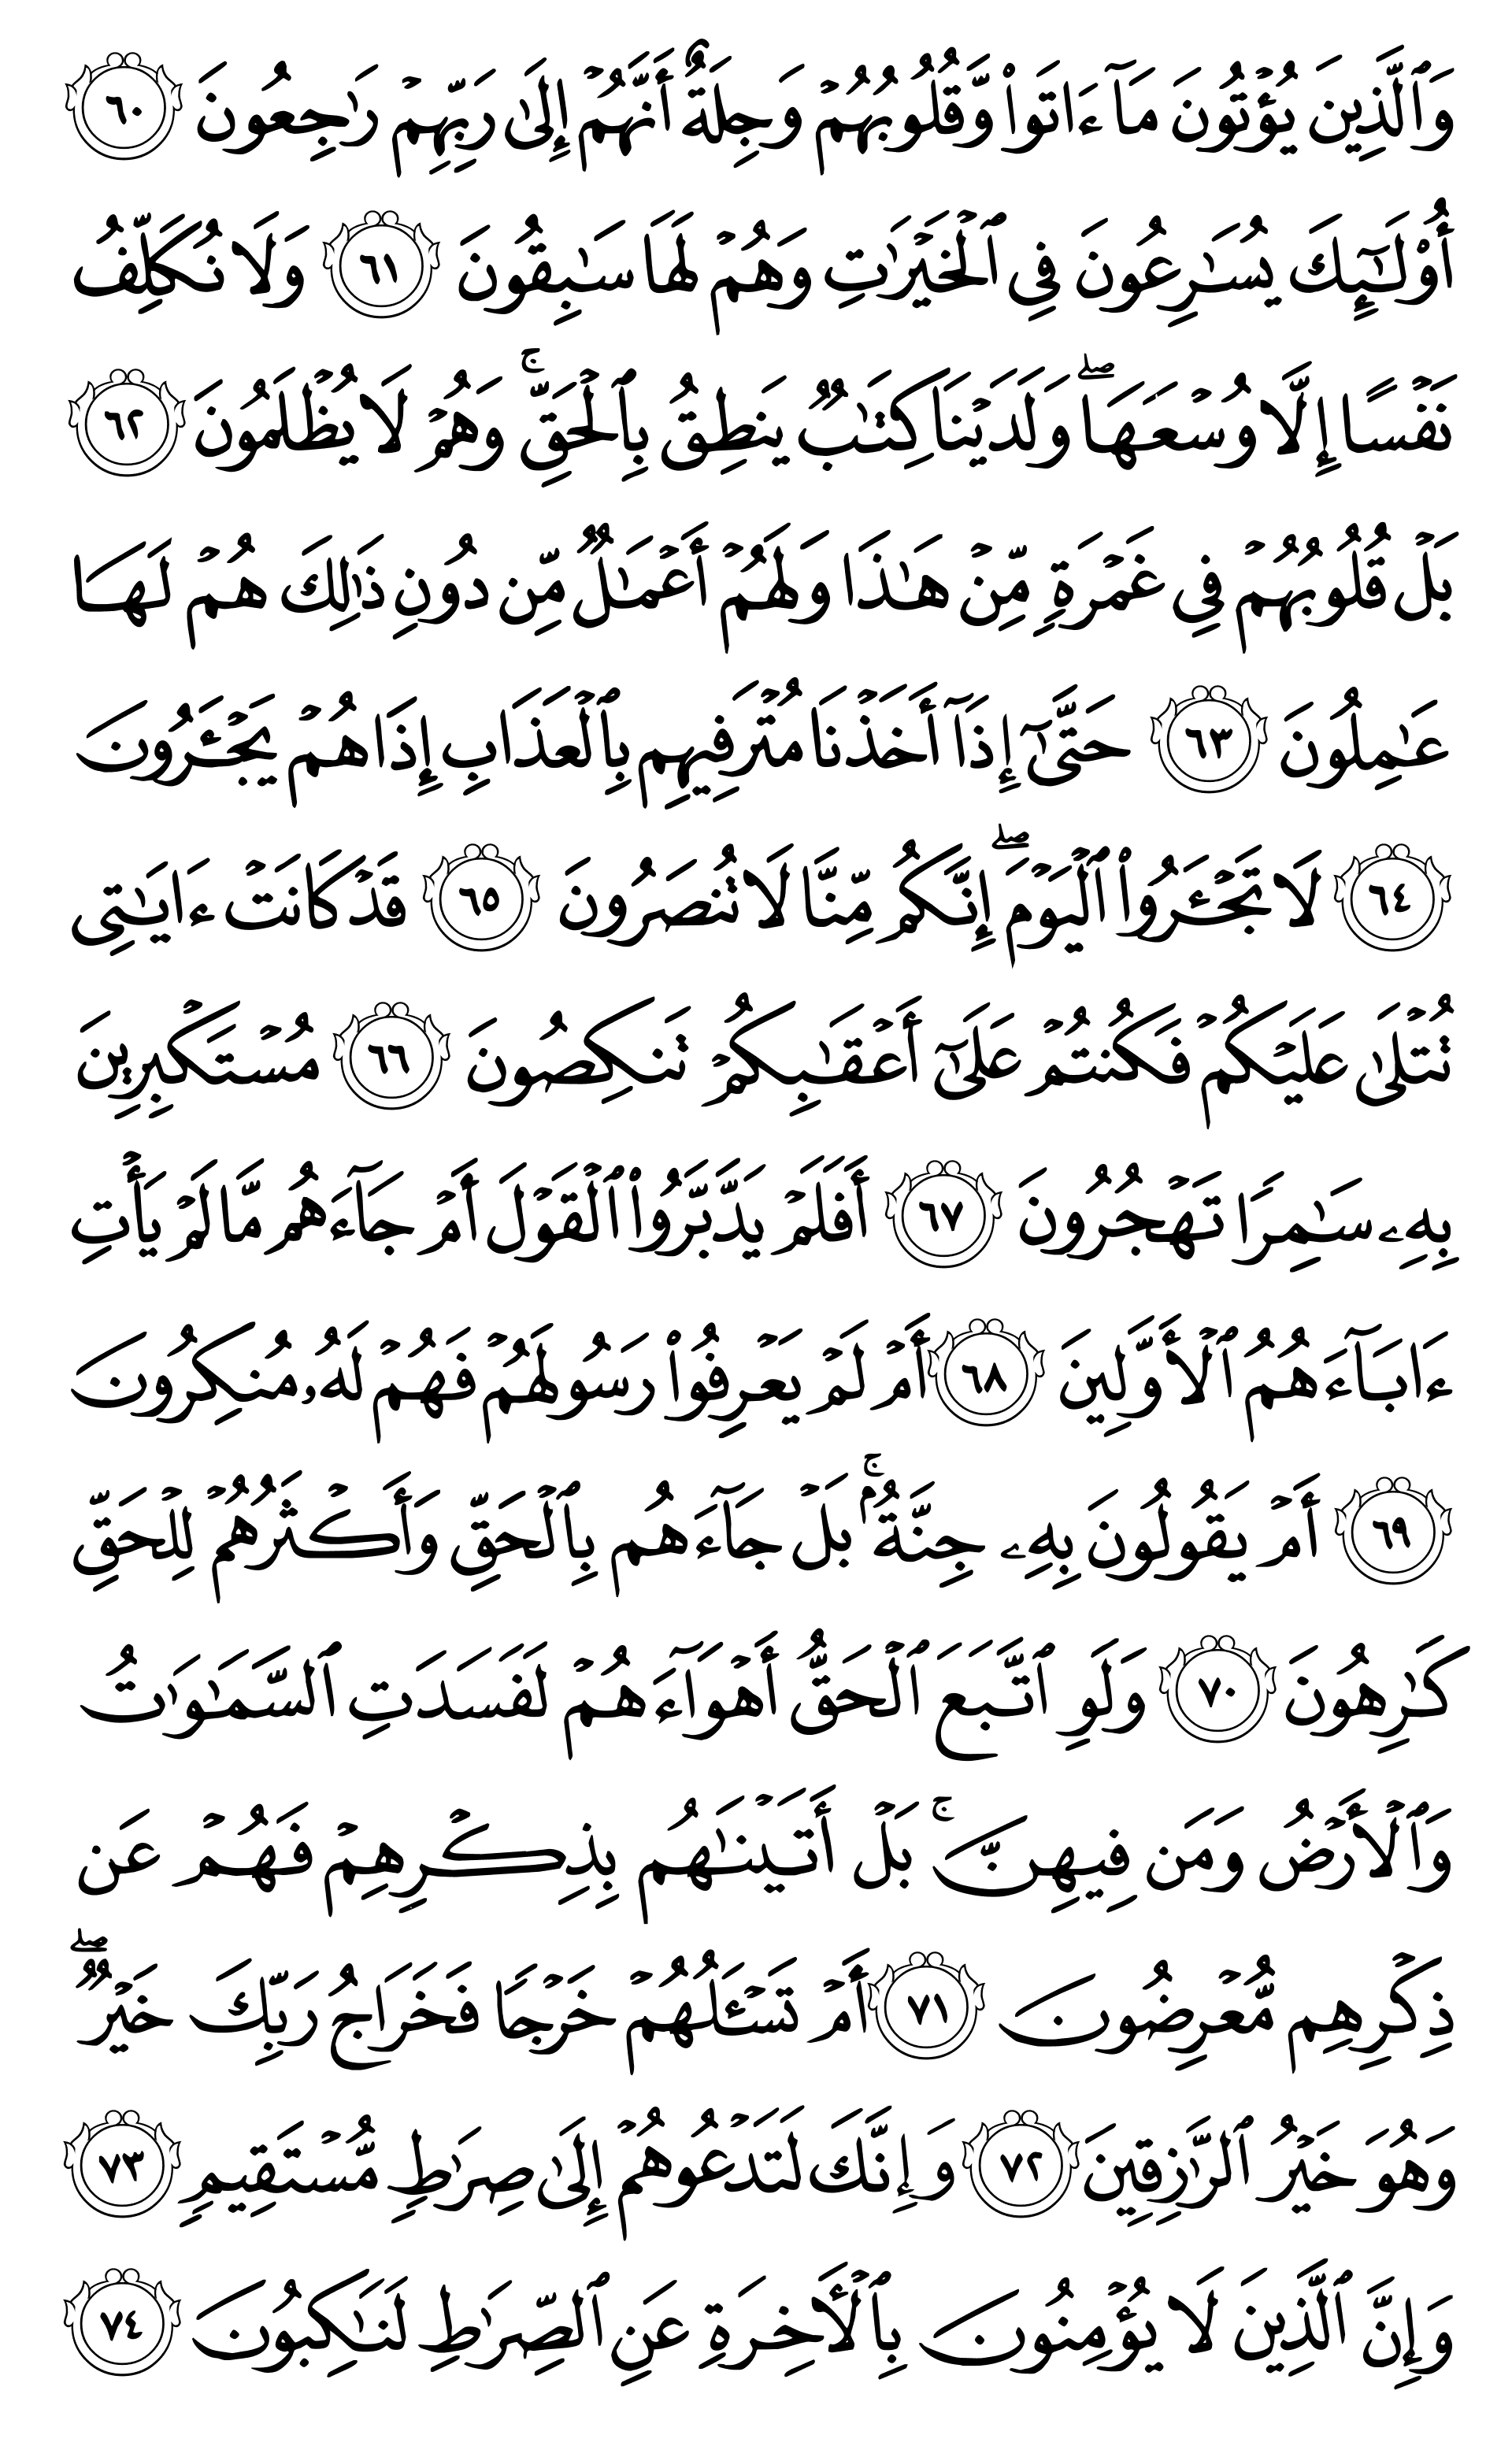 وَٱلَّذِينَ يُؤۡتُونَ مَآ ءَاتَواْ وَّقُلُوبُهُمۡ وَجِلَةٌ أَنَّهُمۡ إِلَىٰ رَبِّهِمۡ رَٰجِعُونَ ٦٠
أُوْلَٰٓئِكَ يُسَٰرِعُونَ فِي ٱلۡخَيۡرَٰتِ وَهُمۡ لَهَا سَٰبِقُونَ ٦١ وَلَا نُكَلِّفُ
نَفۡسًا إِلَّا وُسۡعَهَاۖ وَلَدَيۡنَا كِتَٰبٞ يَنطِقُ بِٱلۡحَقِّۚ وَهُمۡ لَا يُظۡلَمُونَ ٦٢
بَلۡ قُلُوبُهُمۡ فِي غَمۡرَةٖ مِّنۡ هَٰذَا وَلَهُمۡ أَعۡمَٰلٞ مِّن دُونِ ذَٰلِكَ هُمۡ لَهَا
عَٰمِلُونَ ٦٣ حَتَّىٰٓ إِذَآ أَخَذۡنَا مُتۡرَفِيهِم بِٱلۡعَذَابِ إِذَا هُمۡ يَجۡـَٔرُونَ
٦٤ لَا تَجۡـَٔرُواْ ٱلۡيَوۡمَۖ إِنَّكُم مِّنَّا لَا تُنصَرُونَ ٦٥ قَدۡ كَانَتۡ ءَايَٰتِي
تُتۡلَىٰ عَلَيۡكُمۡ فَكُنتُمۡ عَلَىٰٓ أَعۡقَٰبِكُمۡ تَنكِصُونَ ٦٦ مُسۡتَكۡبِرِينَ
بِهِۦ سَٰمِرٗا تَهۡجُرُونَ ٦٧ أَفَلَمۡ يَدَّبَّرُواْ ٱلۡقَوۡلَ أَمۡ جَآءَهُم مَّا لَمۡ يَأۡتِ
ءَابَآءَهُمُ ٱلۡأَوَّلِينَ ٦٨ أَمۡ لَمۡ يَعۡرِفُواْ رَسُولَهُمۡ فَهُمۡ لَهُۥ مُنكِرُونَ
٦٩ أَمۡ يَقُولُونَ بِهِۦ جِنَّةُۢۚ بَلۡ جَآءَهُم بِٱلۡحَقِّ وَأَكۡثَرُهُمۡ لِلۡحَقِّ
كَٰرِهُونَ ٧٠ وَلَوِ ٱتَّبَعَ ٱلۡحَقُّ أَهۡوَآءَهُمۡ لَفَسَدَتِ ٱلسَّمَٰوَٰتُ
وَٱلۡأَرۡضُ وَمَن فِيهِنَّۚ بَلۡ أَتَيۡنَٰهُم بِذِكۡرِهِمۡ فَهُمۡ عَن
ذِكۡرِهِم مُّعۡرِضُونَ ٧١ أَمۡ تَسۡـَٔلُهُمۡ خَرۡجٗا فَخَرَاجُ رَبِّكَ خَيۡرٞۖ
وَهُوَ خَيۡرُ ٱلرَّٰزِقِينَ ٧٢ وَإِنَّكَ لَتَدۡعُوهُمۡ إِلَىٰ صِرَٰطٖ مُّسۡتَقِيمٖ ٧٣
وَإِنَّ ٱلَّذِينَ لَا يُؤۡمِنُونَ بِٱلۡأٓخِرَةِ عَنِ ٱلصِّرَٰطِ لَنَٰكِبُونَ ٧٤